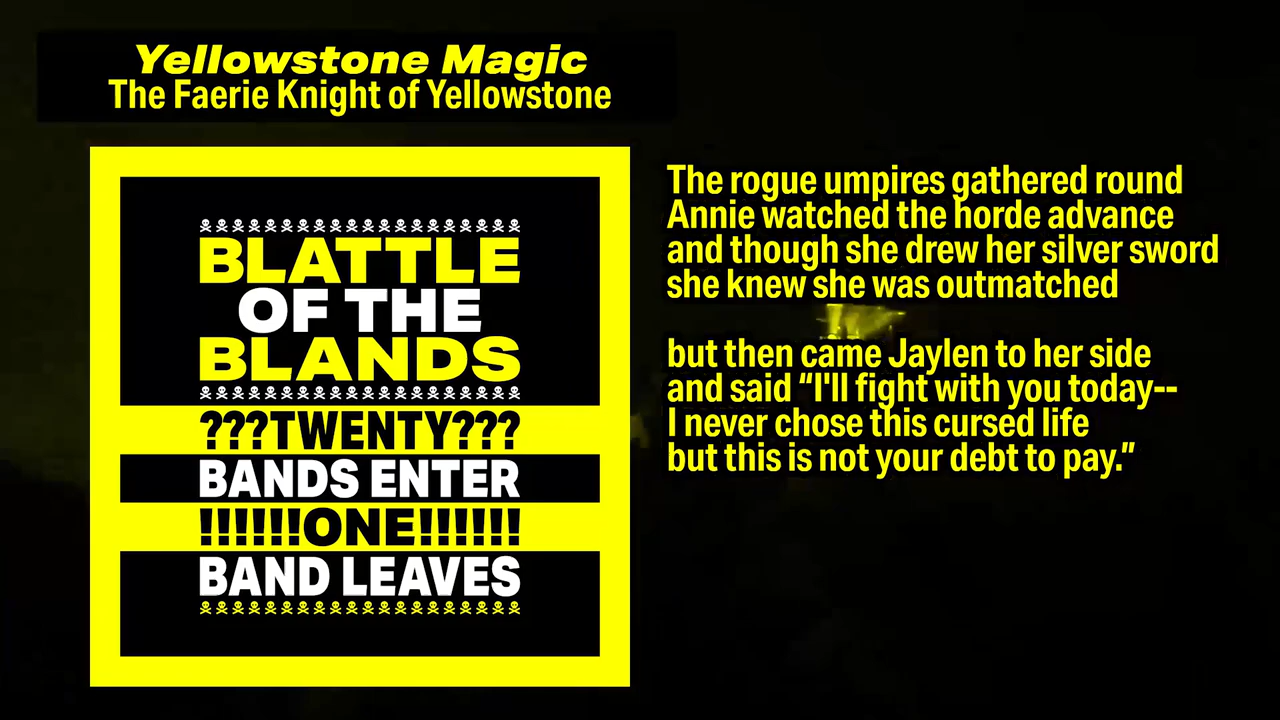 Yellowstone Magic
The Faerie Knight of Yellowstone
BLATTLE
OF THE
BLANDS
???TWENTY???
BANDS ENTER
!!!!!!ONE!!!!!!
BAND LEAVES
The rogue umpires gathered round
Annie watched the horde advance
and though she drew her silver sword
she knew she was outmatched
but then came Jaylen to her side
and said “I'll fight with you today--
I never chose this cursed life
but this is not your debt to pay.”